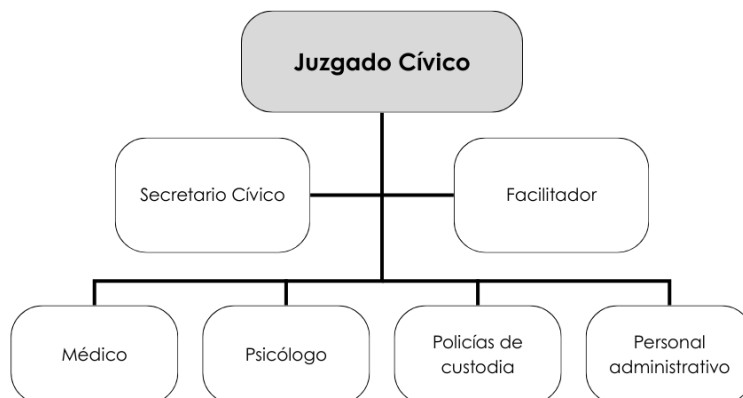 Juzgado Cívico
Secretario Cívico
Facilitador
Médico
Psicólogo
Policías de
custodia
Personal
administrativo